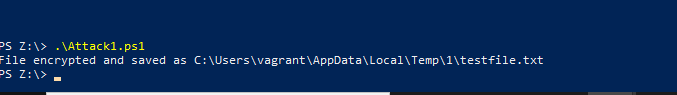 PS Z:\> .\Attack1.ps1
File encrypted and saved as C:\Users\vagrant\AppData\Local\Temp\1\testfile.txt
PS Z:\>